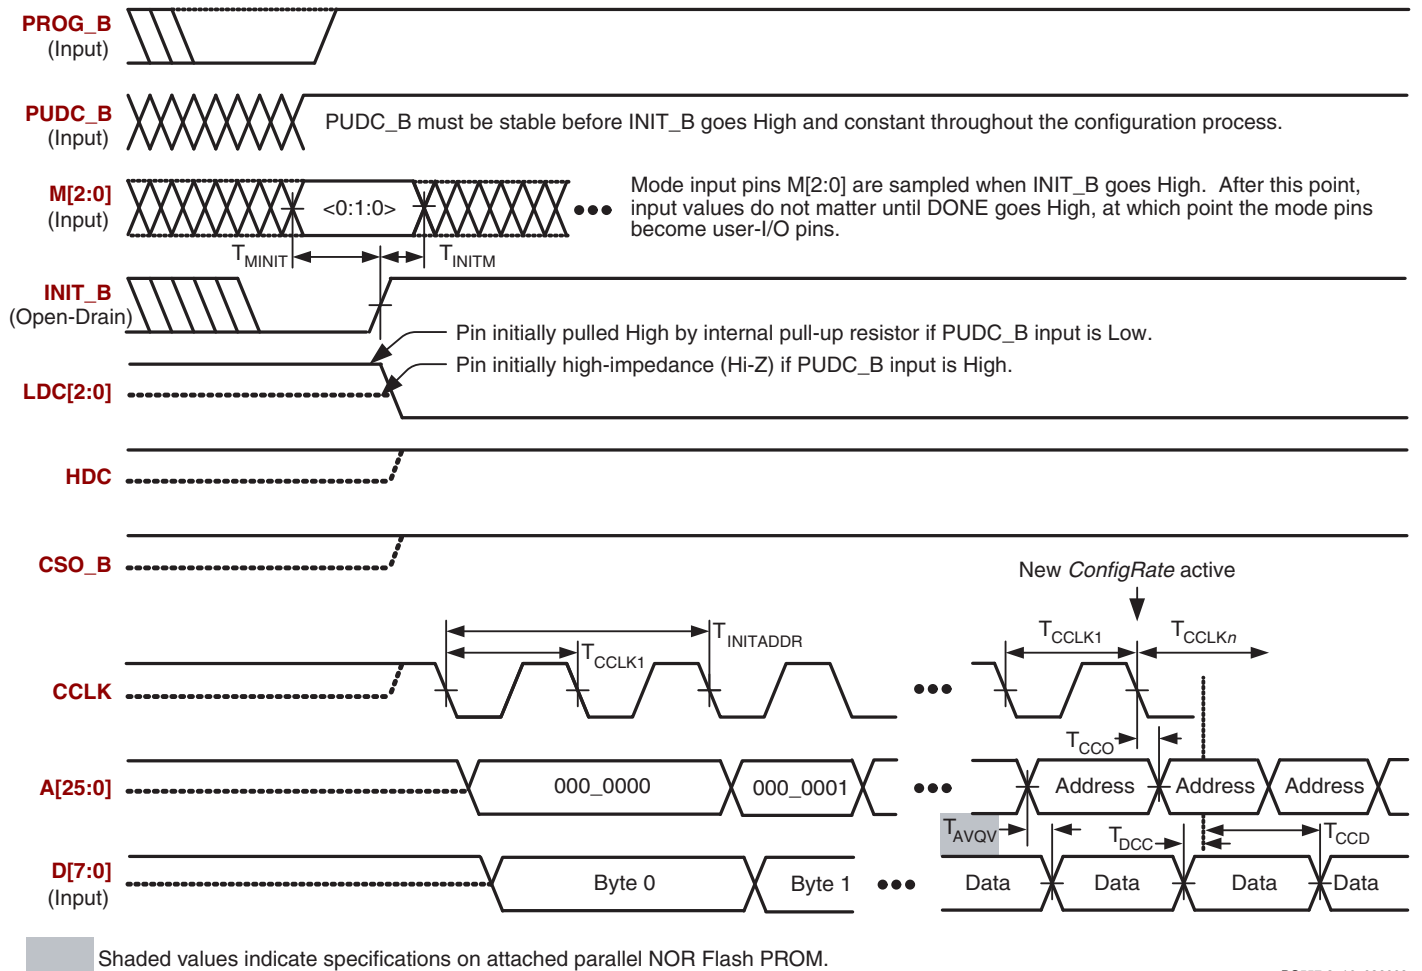 PROG_B
(Input)
PUDC_B
(Input)
PUDC_B must be stable before INIT_B goes High and constant throughout the configuration process.
M[2:0]
(Input)
<0:1:0>
Mode input pins M[2:0] are sampled when INIT_B goes High. After this point,
input values do not matter until DONE goes High, at which point the mode pins
become user-I/O pins.
TMINIT
TINITM
INIT_B
(Open-Drain)
Pin initially pulled High by internal pull-up resistor if PUDC_B input is Low.
Pin initially high-impedance (Hi-Z) if PUDC_B input is High.
LDC[2:0]
HDC
CSO_B
New ConfigRate active
TINITADDR
TCCLK1
TCCLK1
TCCLKn
CCLK
TCCO
A[25:0]
000_0000
000_0001
Address
Address
Address
TAVQV
TDCC
TCCD
D[7:0]
(Input)
Byte 0
Byte 1
Data
Data
Data
Data
Shaded values indicate specifications on attached parallel NOR Flash PROM.